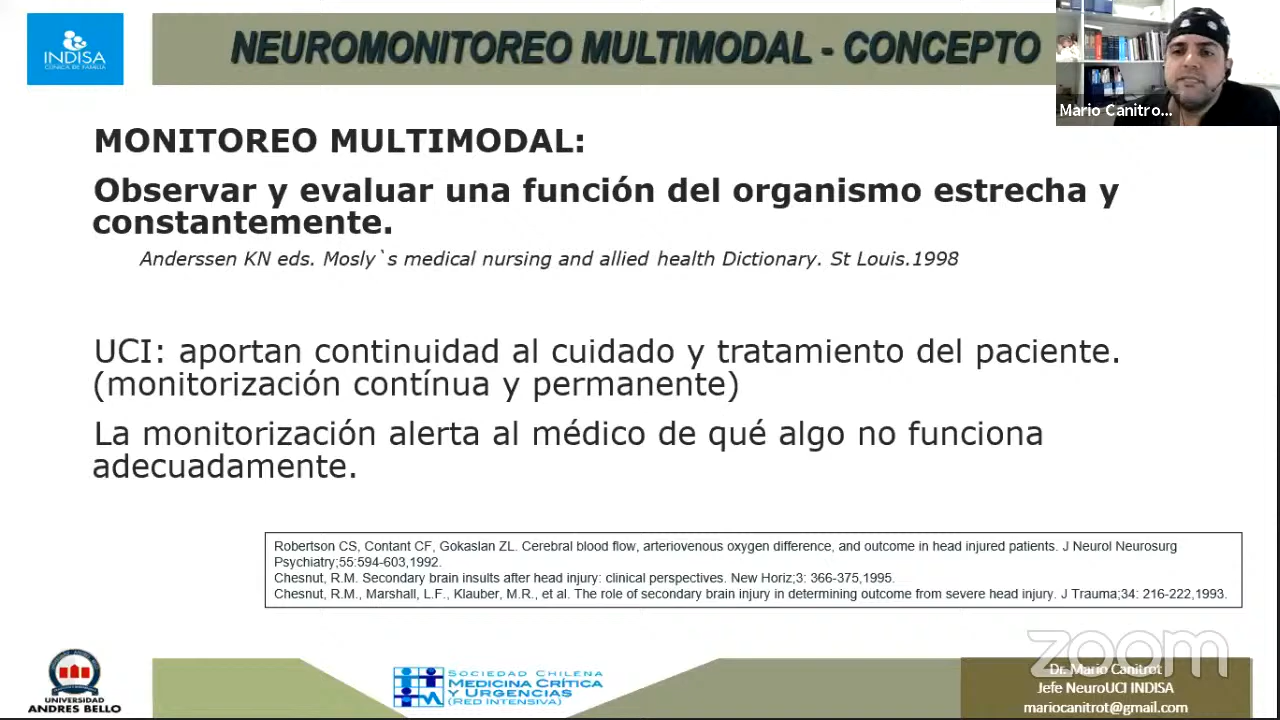 INDISA
CLÍNICA DE FAMILIA
NEUROMONITOREO MULTIMODAL - CONCEPTO
Mario Canitro...
MONITOREO MULTIMODAL:
Observar y evaluar una función del organismo estrecha y
constantemente.
Anderssen KN eds. Mosly`s medical nursing and allied health Dictionary. St Louis.1998
UCI: aportan continuidad al cuidado y tratamiento del paciente.
(monitorización contínua y permanente)
La monitorización alerta al médico de qué algo no funciona
adecuadamente.
Robertson CS, Contant CF, Gokaslan ZL. Cerebral blood flow, arteriovenous oxygen difference, and outcome in head injured patients. J Neurol Neurosurg
Psychiatry;55:594-603,1992.
Chesnut, R.M. Secondary brain insults after head injury: clinical perspectives. New Horiz;3: 366-375,1995.
Chesnut, R.M., Marshall, L.F., Klauber, M.R., et al. The role of secondary brain injury in determining outcome from severe head injury. J Trauma;34: 216-222,1993.
UNIVERSIDAD
ANDRES BELLO
SOCIEDAD CHILENA
MEDICINA CRÍTICA
Y URGENCIAS
(RED INTENSIVA)
zoom
Dr. Mario Canitrot
Jefe NeuroUCI INDISA
mariocanitrot@gmail.com